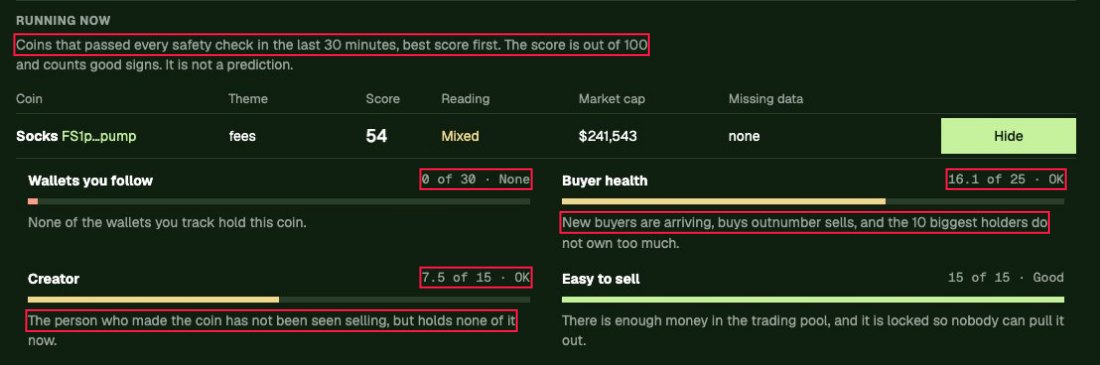 RUNNING NOW
Coins that passed every safety check in the last 30 minutes, best score first. The score is out of 100
and counts good signs. It is not a prediction.
Coin Theme Score Reading Market cap Missing data
Socks FS1p...pump fees 54 Mixed $241,543 none Hide
Wallets you follow 0 of 30 · None
None of the wallets you track hold this coin.
Buyer health 16.1 of 25 · OK
New buyers are arriving, buys outnumber sells, and the 10 biggest holders do
not own too much.
Creator 7.5 of 15 · OK
The person who made the coin has not been seen selling, but holds none of it
now.
Easy to sell 15 of 15 · Good
There is enough money in the trading pool, and it is locked so nobody can pull it
out.